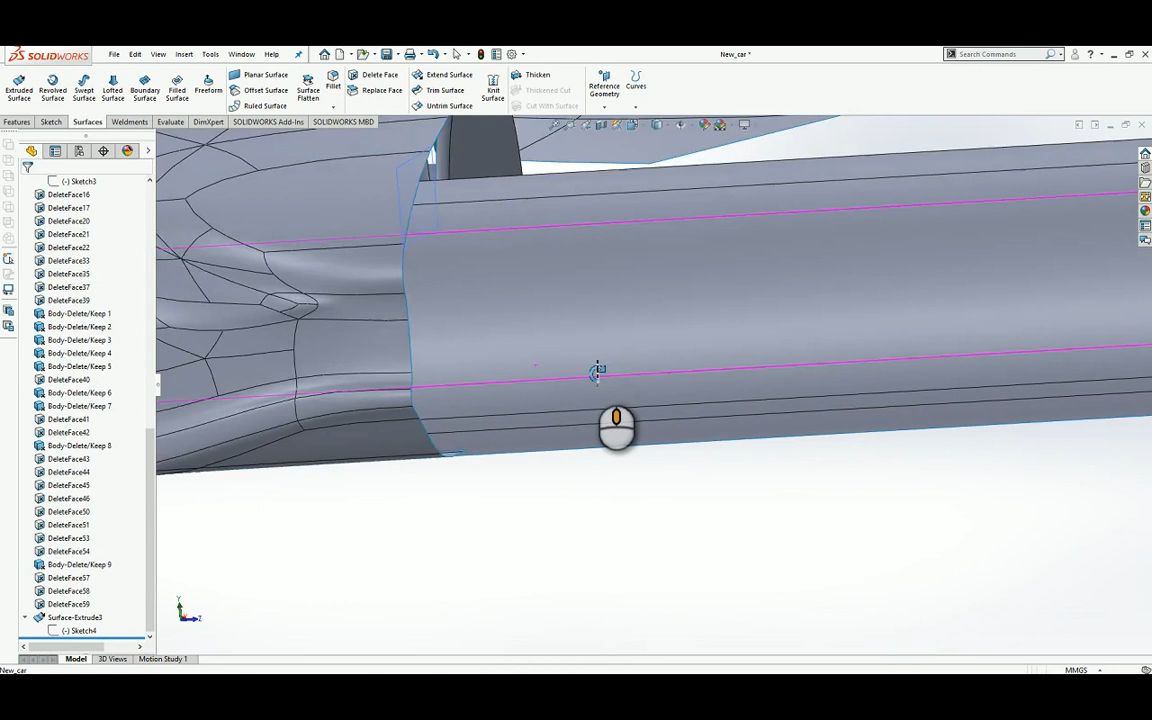 SOLIDWORKS
File Edit View Insert Tools Window Help
New_car *
Search Commands
Extruded Surface
Revolved Surface
Swept Surface
Lofted Surface
Boundary Surface
Filled Surface
Freeform
Planar Surface
Offset Surface
Ruled Surface
Surface Flatten
Fillet
Delete Face
Replace Face
Extend Surface
Trim Surface
Untrim Surface
Knit Surface
Thicken
Thickened Cut
Cut With Surface
Reference Geometry
Curves
Features Sketch Surfaces Weldments Evaluate DimXpert SOLIDWORKS Add-Ins SOLIDWORKS MBD
(-) Sketch3
DeleteFace16
DeleteFace17
DeleteFace20
DeleteFace21
DeleteFace22
DeleteFace33
DeleteFace35
DeleteFace37
DeleteFace39
Body-Delete/Keep 1
Body-Delete/Keep 2
Body-Delete/Keep 3
Body-Delete/Keep 4
Body-Delete/Keep 5
DeleteFace40
Body-Delete/Keep 6
Body-Delete/Keep 7
DeleteFace41
DeleteFace42
Body-Delete/Keep 8
DeleteFace43
DeleteFace44
DeleteFace45
DeleteFace46
DeleteFace50
DeleteFace51
DeleteFace53
DeleteFace54
Body-Delete/Keep 9
DeleteFace57
DeleteFace58
DeleteFace59
Surface-Extrude3
(-) Sketch4
Y
Z
Model 3D Views Motion Study 1
New_car
MMGS